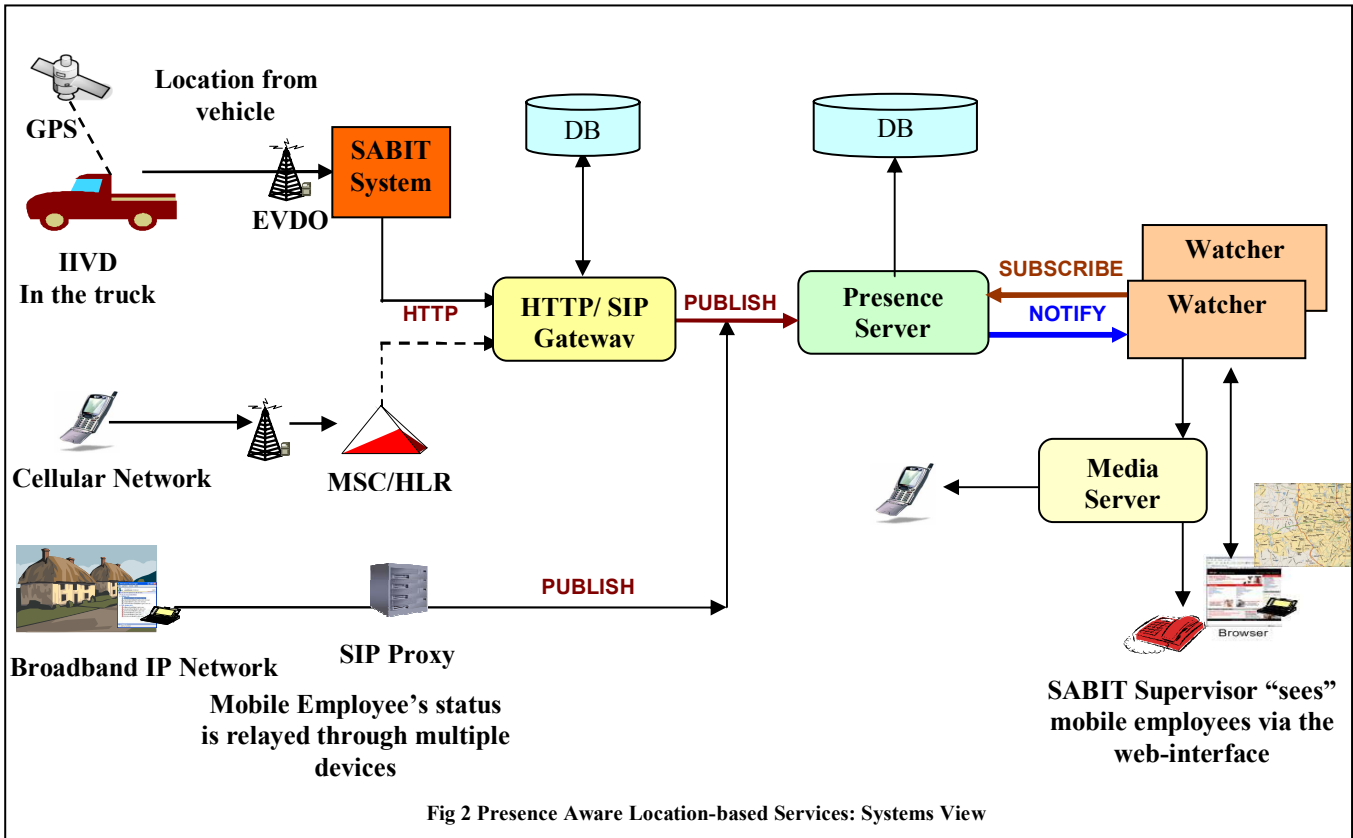 GPS
Location from
vehicle
SABIT
System
EVDO
IIVD
In the truck
DB
DB
HTTP
HTTP/ SIP
Gateway
PUBLISH
Presence
Server
SUBSCRIBE
NOTIFY
Watcher
Watcher
Cellular Network
MSC/HLR
Media
Server
Browser
Broadband IP Network
SIP Proxy
PUBLISH
Mobile Employee's status
is relayed through multiple
devices
SABIT Supervisor “sees”
mobile employees via the
web-interface
Fig 2 Presence Aware Location-based Services: Systems View